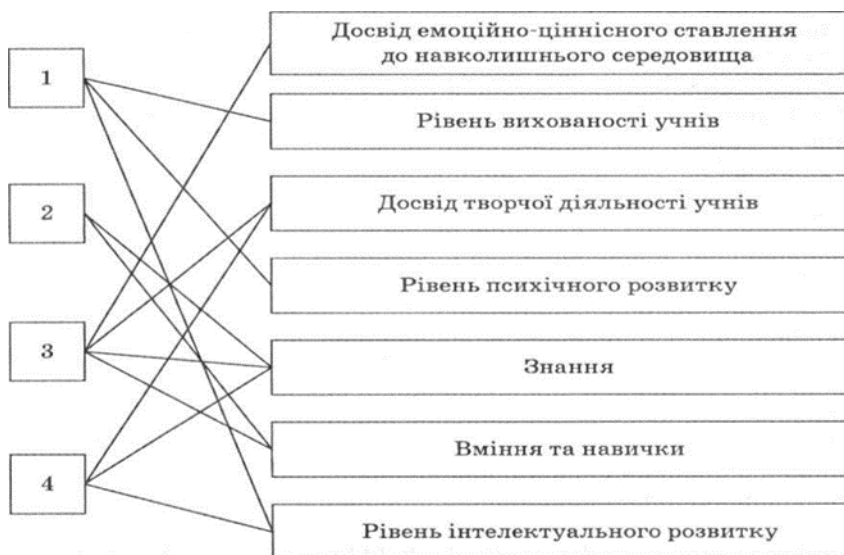 Досвід емоційно-ціннісного ставлення
до навколишнього середовища
1
Рівень вихованості учнів
2
Досвід творчої діяльності учнів
Рівень психічного розвитку
3
Знання
Вміння та навички
4
Рівень інтелектуального розвитку